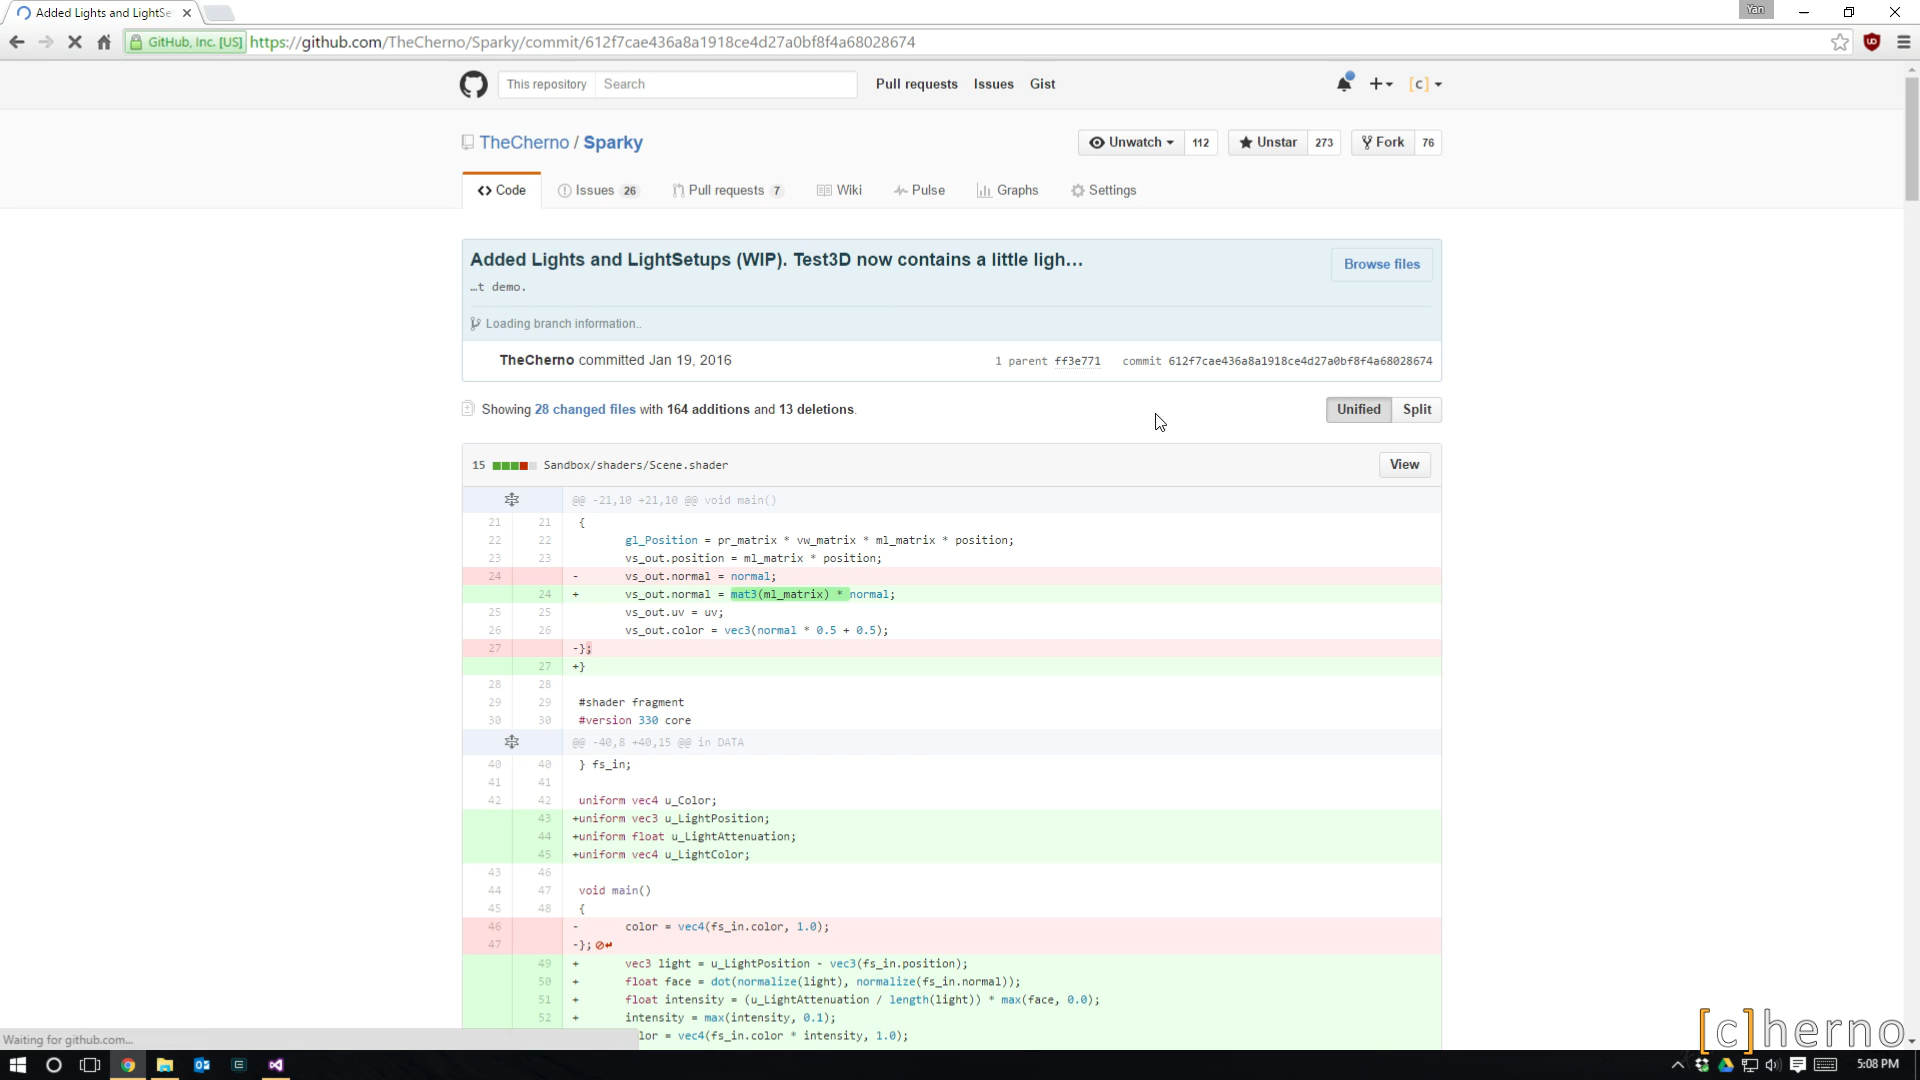 Added Lights and LightSe
Yan
GitHub, Inc. [US] https://github.com/TheCherno/Sparky/commit/612f7cae436a8a1918ce4d27a0bf8f4a68028674
This repository Search Pull requests Issues Gist [c]
TheCherno / Sparky Unwatch 112 Unstar 273 Fork 76
Code Issues 26 Pull requests 7 Wiki Pulse Graphs Settings
Added Lights and LightSetups (WIP). Test3D now contains a little ligh… Browse files
…t demo.
Loading branch information..
TheCherno committed Jan 19, 2016 1 parent ff3e771 commit 612f7cae436a8a1918ce4d27a0bf8f4a68028674
Showing 28 changed files with 164 additions and 13 deletions. Unified Split
15 Sandbox/shaders/Scene.shader View
@@ -21,10 +21,10 @@ void main()
21 21 {
22 22 gl_Position = pr_matrix * vw_matrix * ml_matrix * position;
23 23 vs_out.position = ml_matrix * position;
24 - vs_out.normal = normal;
24 + vs_out.normal = mat3(ml_matrix) * normal;
25 25 vs_out.uv = uv;
26 26 vs_out.color = vec3(normal * 0.5 + 0.5);
27 -};
27 +}
28 28
29 29 #shader fragment
30 30 #version 330 core
@@ -40,8 +40,15 @@ in DATA
40 40 } fs_in;
41 41
42 42 uniform vec4 u_Color;
43 +uniform vec3 u_LightPosition;
44 +uniform float u_LightAttenuation;
45 +uniform vec4 u_LightColor;
43 46
44 47 void main()
45 48 {
46 - color = vec4(fs_in.color, 1.0);
47 -};
49 + vec3 light = u_LightPosition - vec3(fs_in.position);
50 + float face = dot(normalize(light), normalize(fs_in.normal));
51 + float intensity = (u_LightAttenuation / length(light)) * max(face, 0.0);
52 + intensity = max(intensity, 0.1);
lor = vec4(fs_in.color * intensity, 1.0);
Waiting for github.com...
[c]herno
5:08 PM